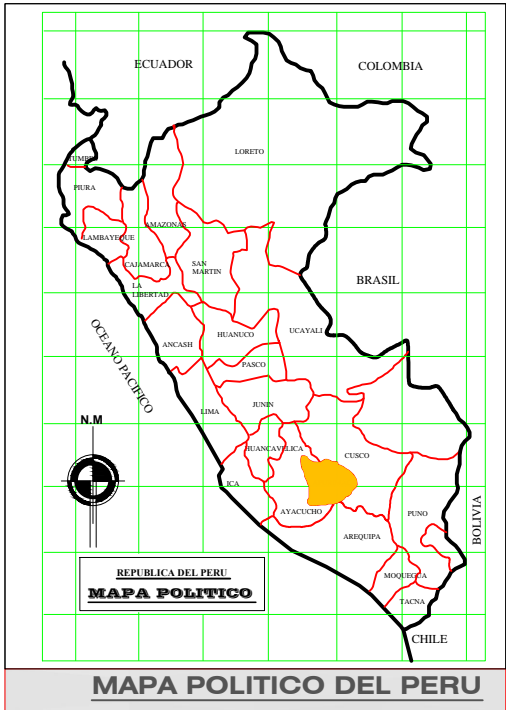 ECUADOR
COLOMBIA
LORETO
TUMBE
PIURA
AMAZONAS
LAMBAYEQUE
CAJAMARCA
SAN
MARTIN
BRASIL
LA
LIBERTAD
OCEANO PACIFICO
UCAYALI
HUANUCO
ANCASH
PASCO
JUNIN
LIMA
N.M
HUANCAVELICA
CUSCO
ICA
AYACUCHO
PUNO
BOLIVIA
AREQUIPA
MOQUEGUA
TACNA
REPUBLICA DEL PERU
MAPA POLITICO
CHILE
MAPA POLITICO DEL PERU